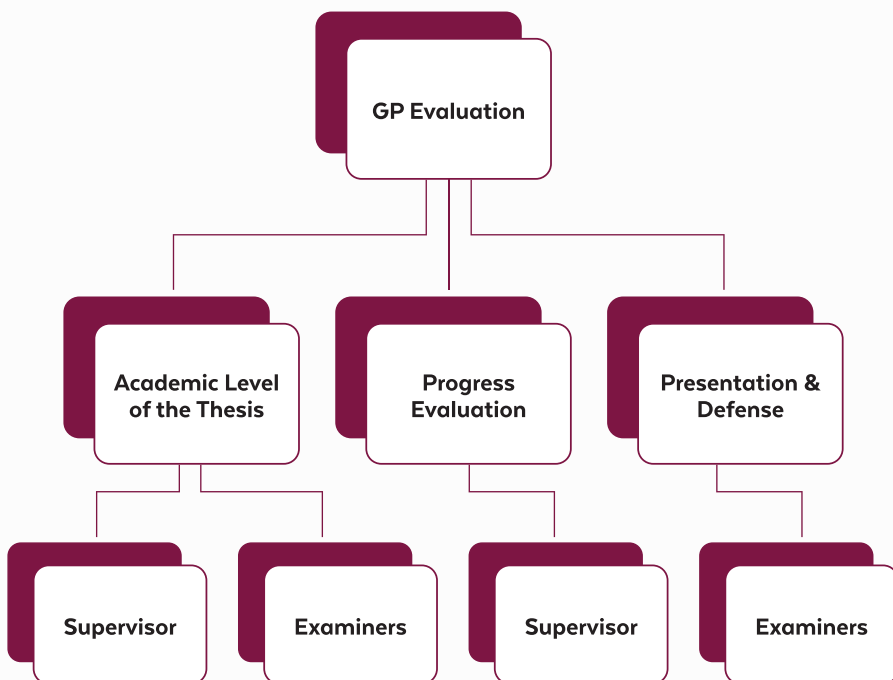 GP Evaluation
Academic Level
of the Thesis
Progress
Evaluation
Presentation &
Defense
Supervisor
Examiners
Supervisor
Examiners